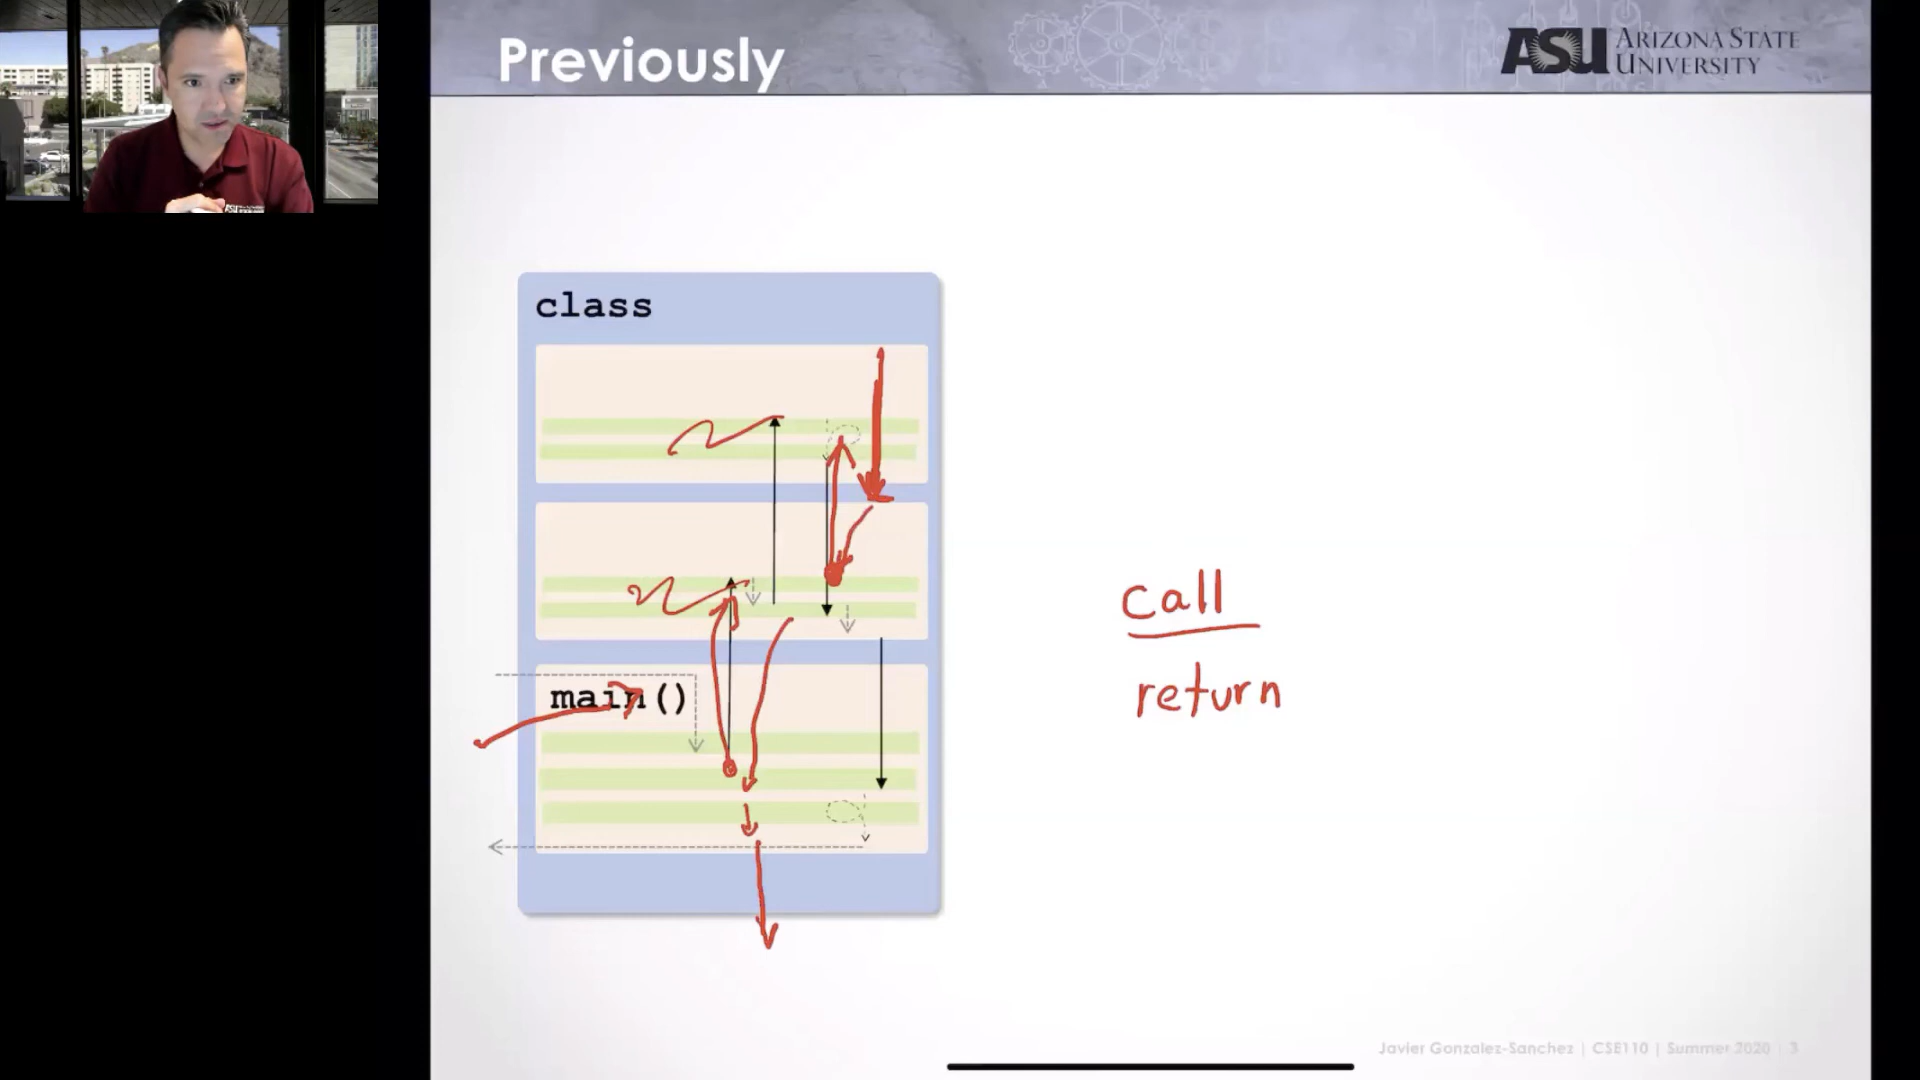 Previously
ASU ARIZONA STATE
UNIVERSITY
class
main()
call
return
Javier Gonzalez-Sanchez | CSE110 | Summer 2020 | 3